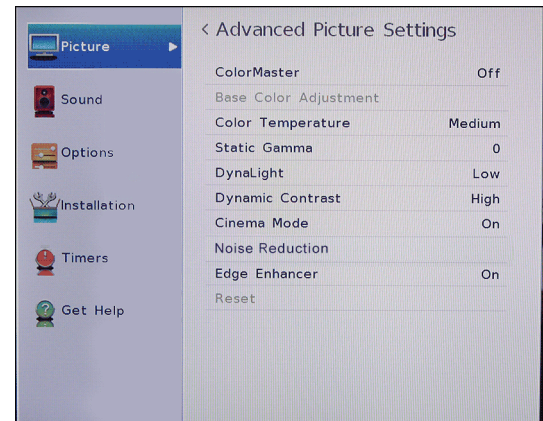 Picture
Sound
Options
Installation
Timers
Get Help
< Advanced Picture Settings
ColorMaster Off
Base Color Adjustment
Color Temperature Medium
Static Gamma 0
DynaLight Low
Dynamic Contrast High
Cinema Mode On
Noise Reduction
Edge Enhancer On
Reset